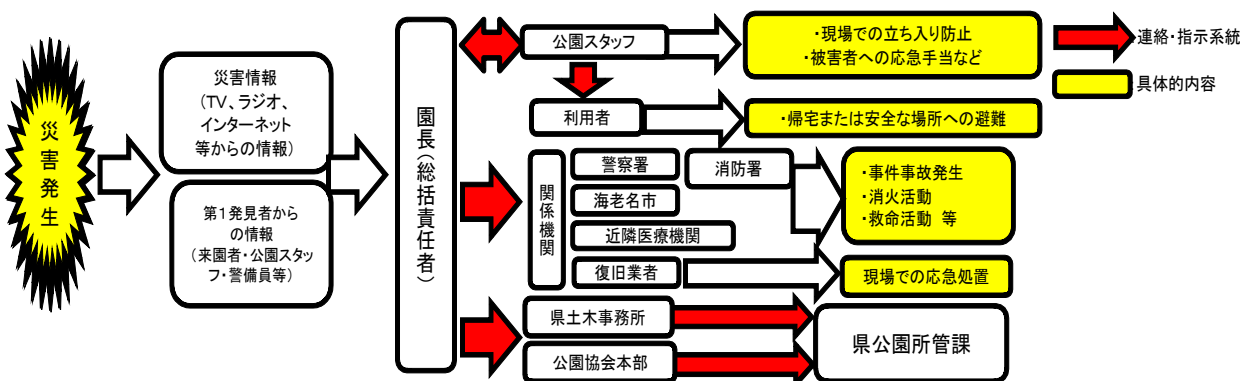 災害発生
災害情報
(TV、ラジオ、
インターネット
等からの情報)
第1発見者から
の情報
(来園者・公園スタッ
フ・警備員等)
園長(総括責任者)
公園スタッフ
・現場での立ち入り防止
・被害者への応急手当など
利用者
・帰宅または安全な場所への避難
関係機関
警察署
消防署
海老名市
近隣医療機関
復旧業者
・事件事故発生
・消火活動
・救命活動 等
現場での応急処置
県土木事務所
公園協会本部
県公園所管課
連絡・指示系統
具体的内容